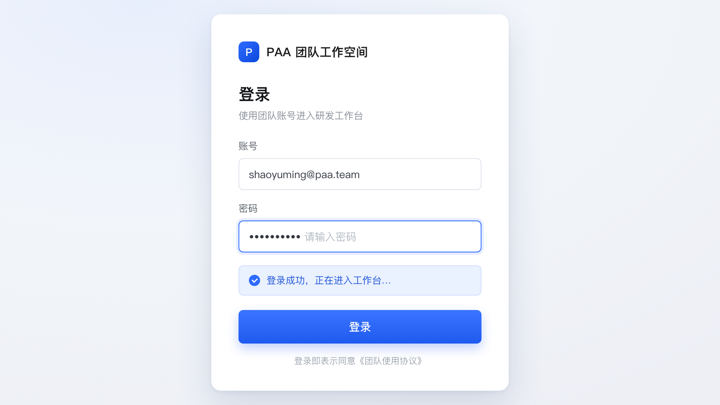 P PAA 团队工作空间
登录
使用团队账号进入研发工作台
账号
shaoyuming@paa.team
密码
•••••••••• 请输入密码
登录成功，正在进入工作台...
登录
登录即表示同意《团队使用协议》